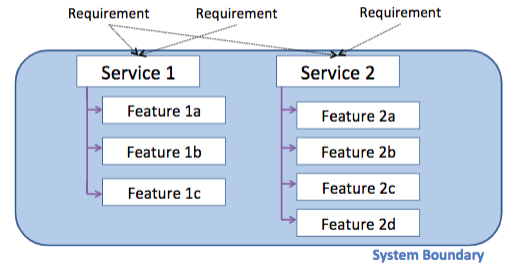 Requirement
Requirement
Requirement
Service 1
Service 2
Feature 1a
Feature 1b
Feature 1c
Feature 2a
Feature 2b
Feature 2c
Feature 2d
System Boundary